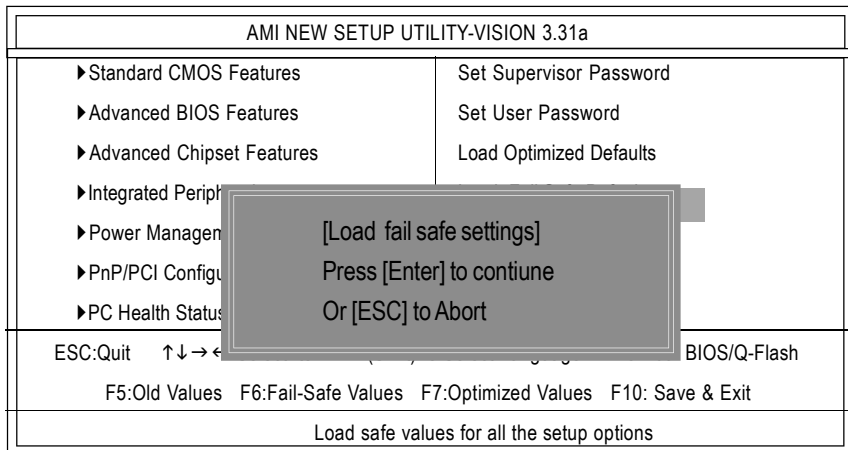 AMI NEW SETUP UTILITY-VISION 3.31a
▶Standard CMOS Features
▶Advanced BIOS Features
▶Advanced Chipset Features
▶Integrated
▶Power
▶PnP/PCI
▶PC Health Status
Set Supervisor Password
Set User Password
Load Optimized Defaults
[Load fail safe settings]
Press [Enter] to contiune
Or [ESC] to Abort
ESC:Quit ↑↓→← BIOS/Q-Flash
F5:Old Values F6:Fail-Safe Values F7:Optimized Values F10: Save & Exit
Load safe values for all the setup options